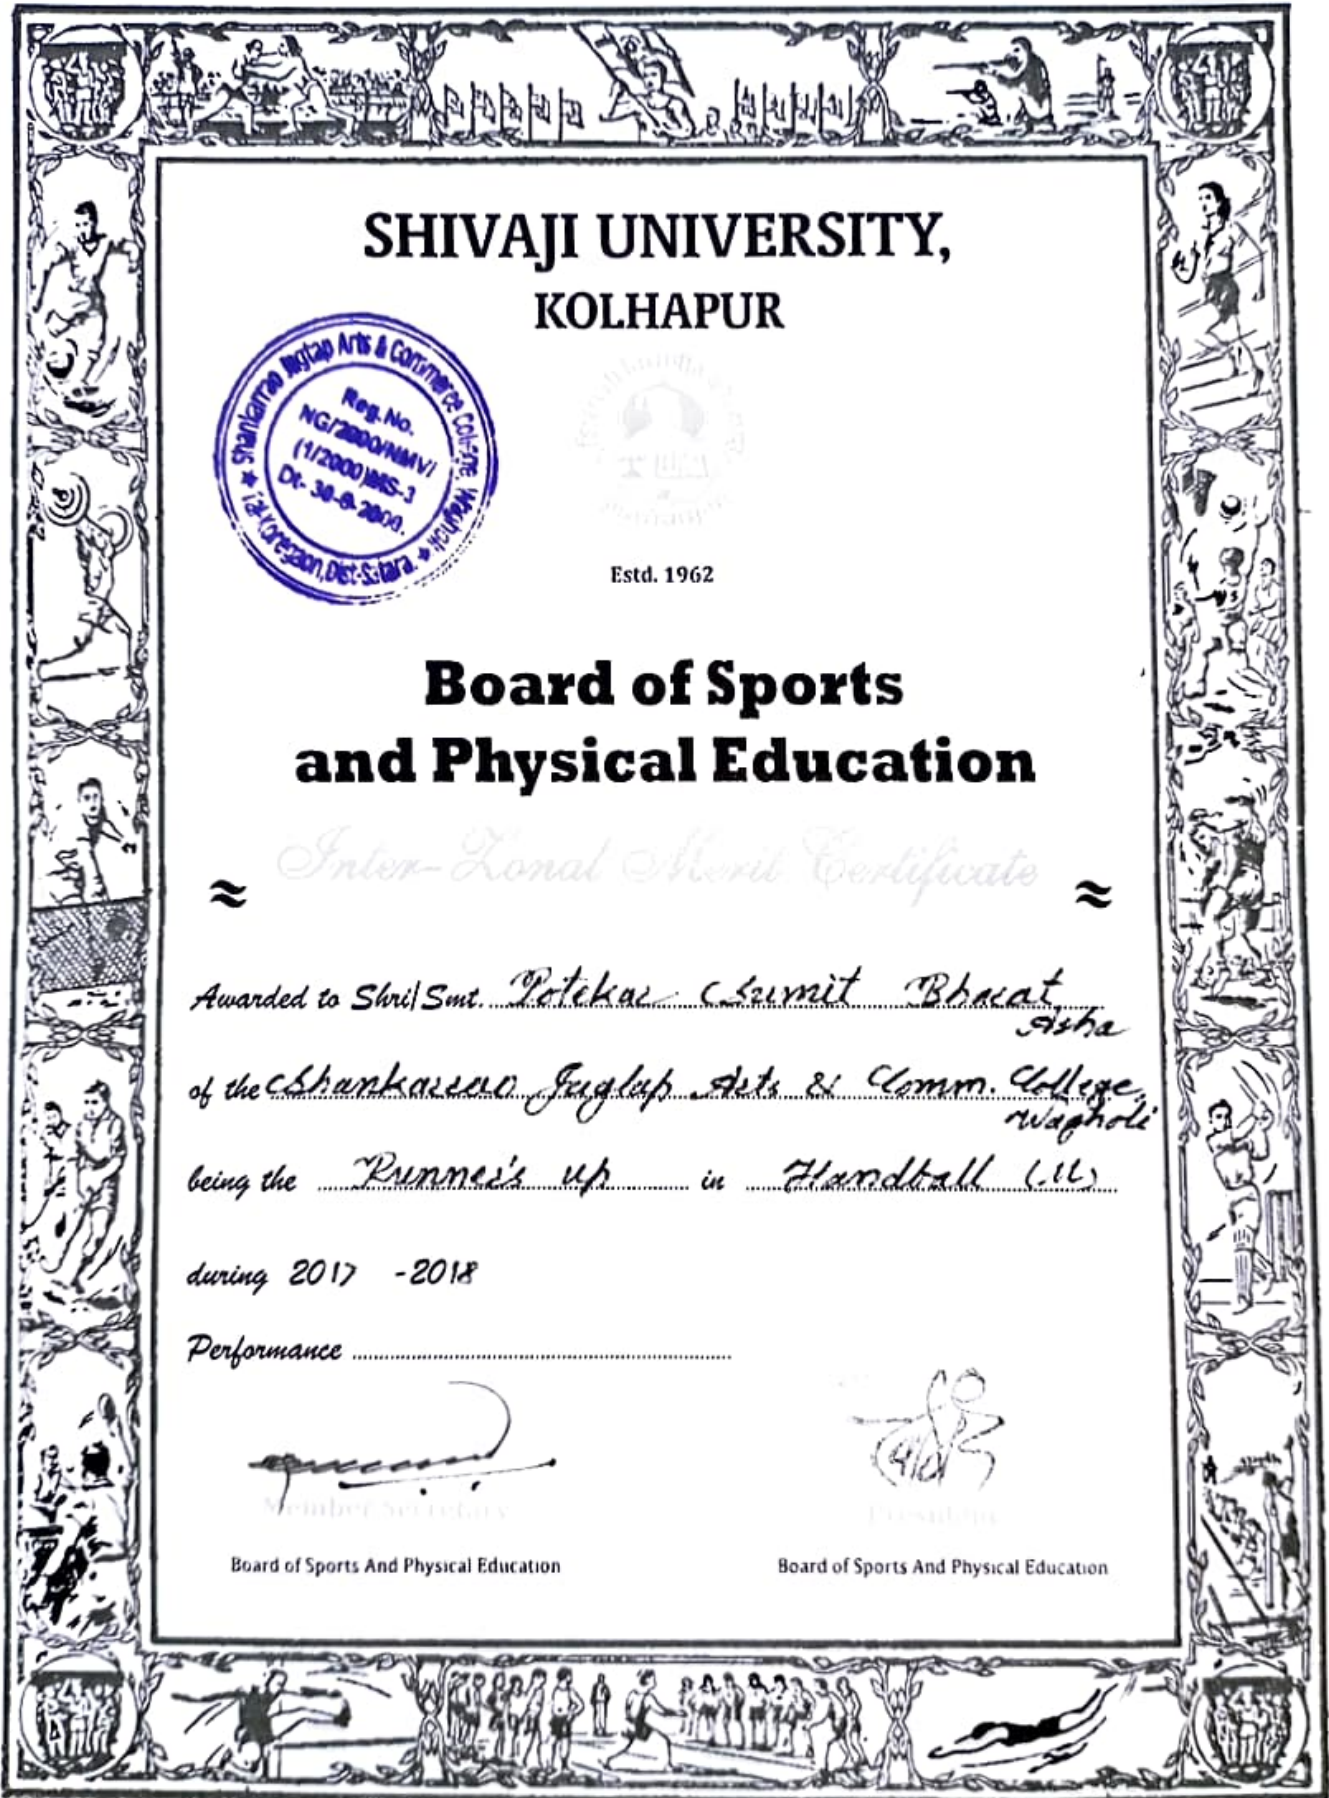 SHIVAJI UNIVERSITY,
KOLHAPUR
Shankarrao Jagtap Arts & Commerce College, Wagholi
Tal-Koregaon, Dist-Satara.
Reg. No.
NG/2000/NMV/
(1/2000)MS-3
Dt- 30-8-2000.
Estd. 1962
Board of Sports
and Physical Education
Inter-Zonal Merit Certificate
≈ ≈
Awarded to Shri/Smt. Potekar Sumit Bharat
Asha
of the Shankarrao Jagtap Arts & Comm. College,
Wagholi
being the Runner's up in Handball (M)
during 2017 -2018
Performance
Member Secretary President
Board of Sports And Physical Education Board of Sports And Physical Education